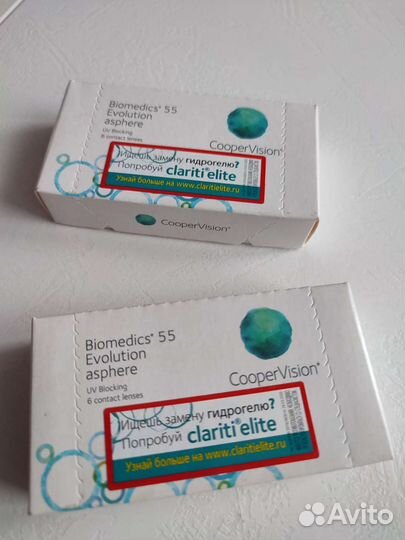 Biomedics® 55
Evolution
asphere
UV Blocking
6 contact lenses
CooperVision®
Ищешь замену гидрогелю?
Попробуй clariti® elite
Узнай больше на www.claritielite.ru
CooperVision®
Biomedics® 55
Evolution
asphere
UV Blocking
6 contact lenses
CooperVision®
Ищешь замену гидрогелю?
Попробуй clariti® elite
Узнай больше на www.claritielite.ru
Avito